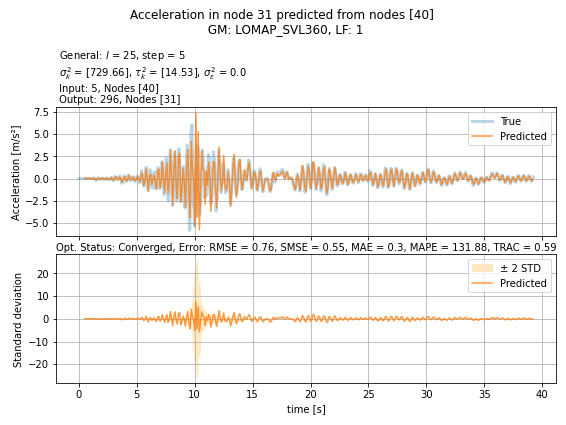 Acceleration in node 31 predicted from nodes [40]
GM: LOMAP_SVL360, LF: 1
General: l = 25, step = 5
σ²ₖ = [729.66], τ²ₖ = [14.53], σ²ε = 0.0
Input: 5, Nodes [40]
Output: 296, Nodes [31]
7.5
5.0
2.5
0.0
−2.5
−5.0
Acceleration [m/s²]
True
Predicted
Opt. Status: Converged, Error: RMSE = 0.76, SMSE = 0.55, MAE = 0.3, MAPE = 131.88, TRAC = 0.59
20
10
0
−10
−20
Standard deviation
± 2 STD
Predicted
0 5 10 15 20 25 30 35 40
time [s]